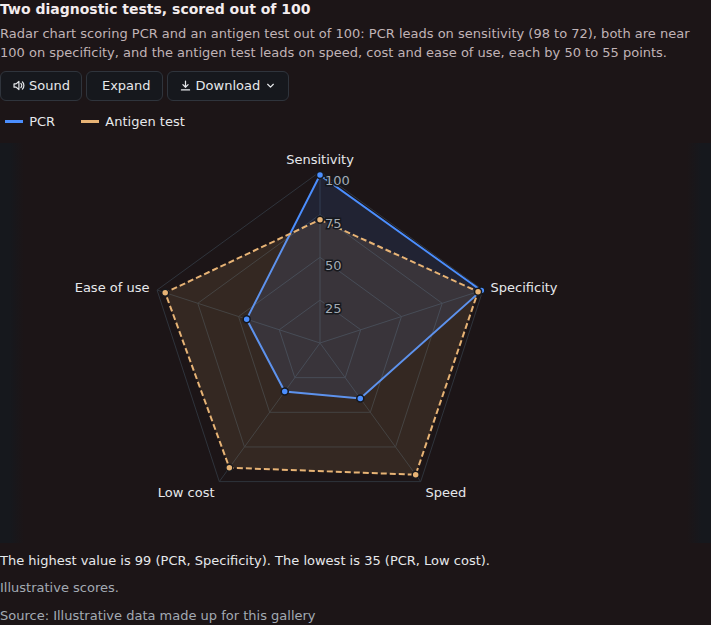 Two diagnostic tests, scored out of 100
Radar chart scoring PCR and an antigen test out of 100: PCR leads on sensitivity (98 to 72), both are near
100 on specificity, and the antigen test leads on speed, cost and ease of use, each by 50 to 55 points.
Sound Expand Download
PCR Antigen test
Sensitivity
100
75
50
25
Ease of use
Specificity
Low cost
Speed
The highest value is 99 (PCR, Specificity). The lowest is 35 (PCR, Low cost).
Illustrative scores.
Source: Illustrative data made up for this gallery